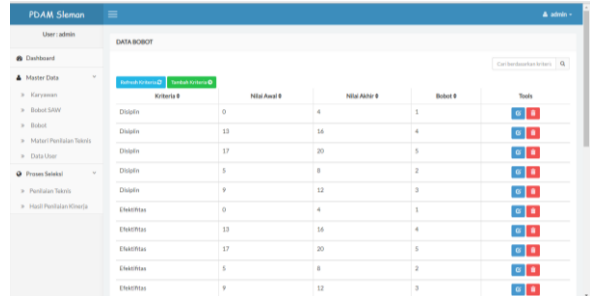 PDAM Sleman
admin
User : admin
DATA BOBOT
Dashboard
Master Data
Karyawan
Bobot SAW
Bobot
Materi Penilaian Teknis
Data User
Proses Seleksi
Penilaian Teknis
Hasil Penilaian Kinerja
Cari berdasarkan kriteria
Refresh Kriteria Tambah Kriteria
Kriteria Nilai Awal Nilai Akhir Bobot Tools
Disiplin 0 4 1
Disiplin 13 16 4
Disiplin 17 20 5
Disiplin 5 8 2
Disiplin 9 12 3
Efektifitas 0 4 1
Efektifitas 13 16 4
Efektifitas 17 20 5
Efektifitas 5 8 2
Efektifitas 9 12 3